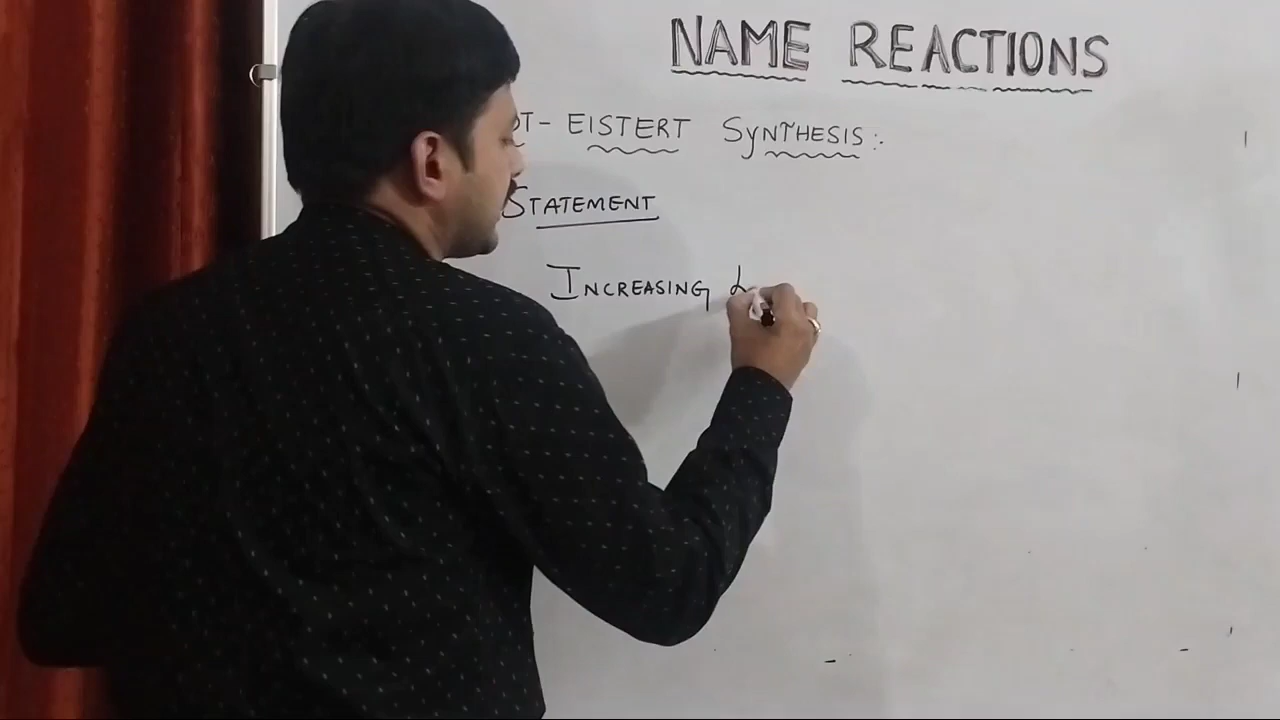 NAME REACTIONS
T- EISTERT SYNTHESIS:
STATEMENT
INCREASING